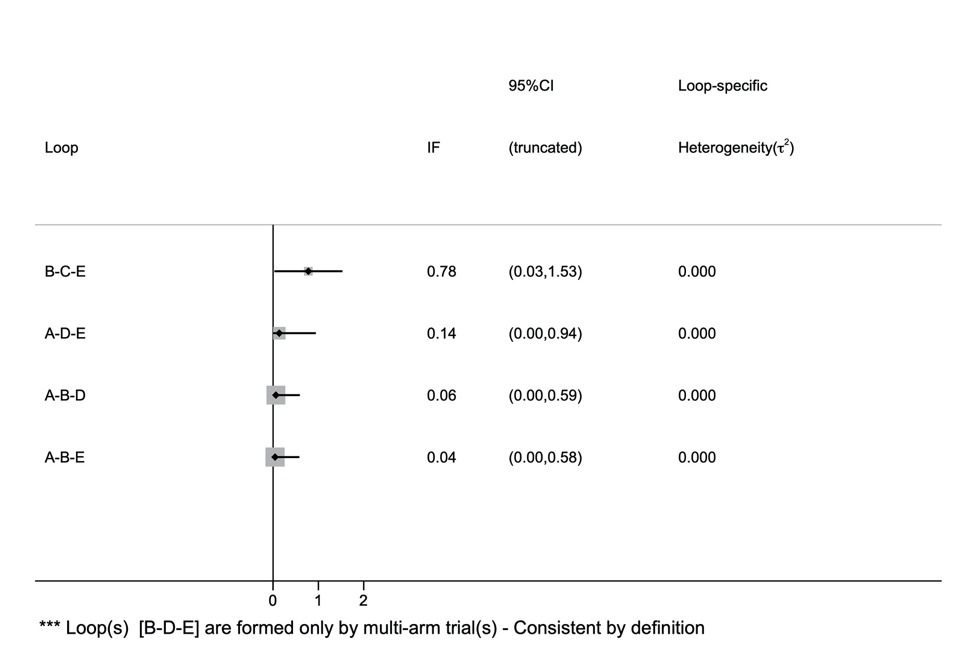 95%CI Loop-specific
Loop IF (truncated) Heterogeneity(τ²)
B-C-E 0.78 (0.03,1.53) 0.000
A-D-E 0.14 (0.00,0.94) 0.000
A-B-D 0.06 (0.00,0.59) 0.000
A-B-E 0.04 (0.00,0.58) 0.000
0 1 2
*** Loop(s) [B-D-E] are formed only by multi-arm trial(s) - Consistent by definition